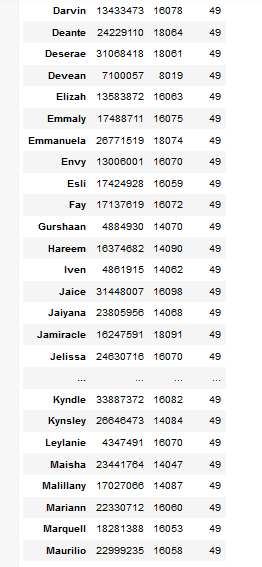 Darvin 13433473 16078 49
Deante 24229110 18064 49
Deserae 31068418 18061 49
Devean 7100057 8019 49
Elizah 13583872 16063 49
Emmaly 17488711 16075 49
Emmanuela 26771519 18074 49
Envy 13006001 16070 49
Esli 17424928 16059 49
Fay 17137619 16072 49
Gurshaan 4884930 14070 49
Hareem 16374682 14090 49
Iven 4861915 14062 49
Jaice 31448007 16098 49
Jaiyana 23805956 14068 49
Jamiracle 16247591 18091 49
Jelissa 24630716 16070 49
... ... ... ...
Kyndle 33887372 16082 49
Kynsley 26646473 14084 49
Leylanie 4347491 16070 49
Maisha 23441764 14047 49
Malillany 17027066 14087 49
Mariann 22330712 16060 49
Marquell 18281388 16053 49
Maurilio 22999235 16058 49